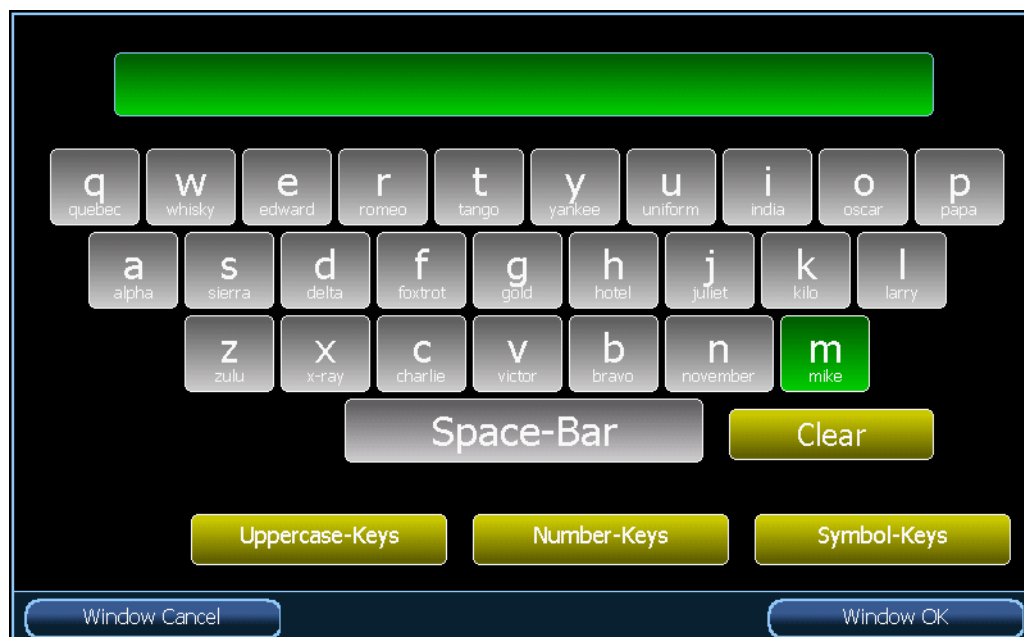 q w e r t y u i o p
quebec whisky edward romeo tango yankee uniform india oscar papa
a s d f g h j k l
alpha sierra delta foxtrot gold hotel juliet kilo larry
z x c v b n m
zulu x-ray charlie victor bravo november mike
Space-Bar Clear
Uppercase-Keys Number-Keys Symbol-Keys
Window Cancel Window OK